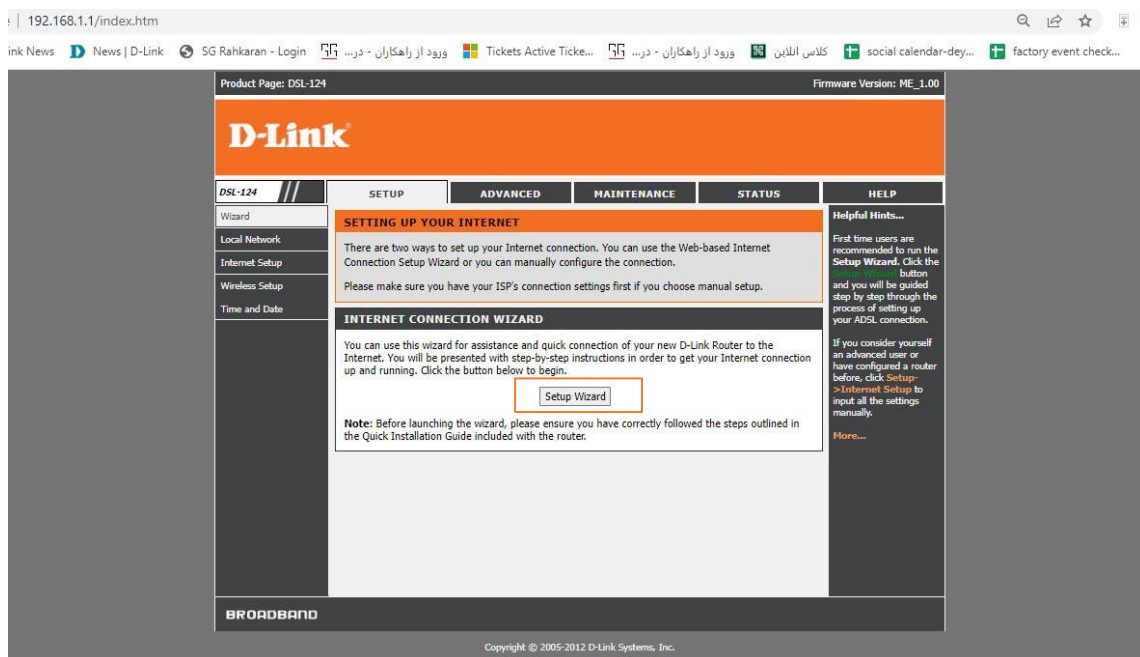 192.168.1.1/index.htm
ink News
News | D-Link
SG Rahkaran - Login
ورود از راهکاران - در...
Tickets Active Ticke...
ورود از راهکاران - در...
کلاس انلاین
social calendar-dey...
factory event check...
Product Page: DSL-124
Firmware Version: ME_1.00
D-Link
DSL-124
SETUP
ADVANCED
MAINTENANCE
STATUS
HELP
Wizard
Local Network
Internet Setup
Wireless Setup
Time and Date
SETTING UP YOUR INTERNET
There are two ways to set up your Internet connection. You can use the Web-based Internet
Connection Setup Wizard or you can manually configure the connection.
Please make sure you have your ISP's connection settings first if you choose manual setup.
INTERNET CONNECTION WIZARD
You can use this wizard for assistance and quick connection of your new D-Link Router to the
Internet. You will be presented with step-by-step instructions in order to get your Internet connection
up and running. Click the button below to begin.
Setup Wizard
Note: Before launching the wizard, please ensure you have correctly followed the steps outlined in
the Quick Installation Guide included with the router.
Helpful Hints...
First time users are
recommended to run the
Setup Wizard. Click the
Setup Wizard button
and you will be guided
step by step through the
process of setting up
your ADSL connection.
If you consider yourself
an advanced user or
have configured a router
before, click Setup-
>Internet Setup to
input all the settings
manually.
More...
BROADBAND
Copyright © 2005-2012 D-Link Systems, Inc.